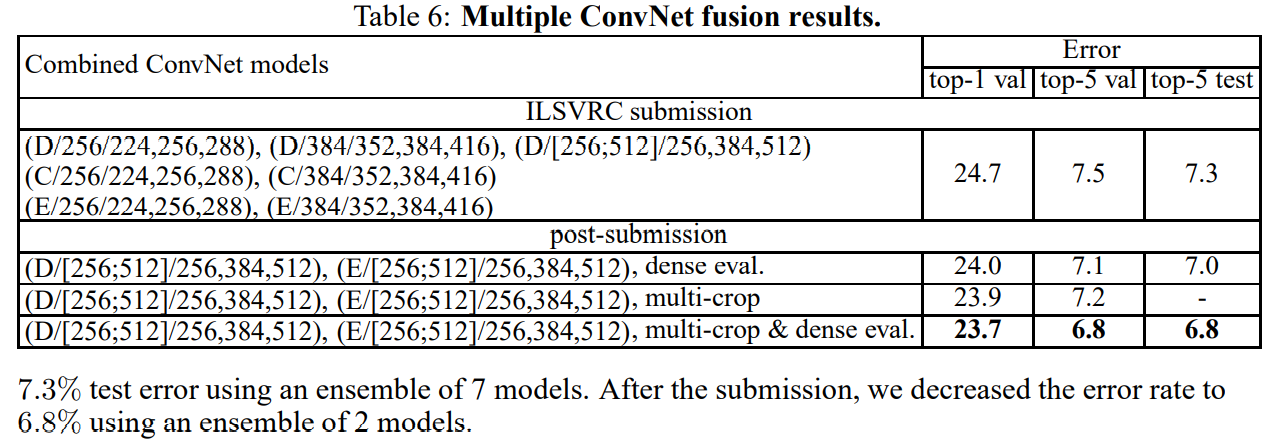 Table 6: Multiple ConvNet fusion results.
Combined ConvNet models
Error
top-1 val top-5 val top-5 test
ILSVRC submission
(D/256/224,256,288), (D/384/352,384,416), (D/[256;512]/256,384,512)
(C/256/224,256,288), (C/384/352,384,416)
(E/256/224,256,288), (E/384/352,384,416)
24.7 7.5 7.3
post-submission
(D/[256;512]/256,384,512), (E/[256;512]/256,384,512), dense eval. 24.0 7.1 7.0
(D/[256;512]/256,384,512), (E/[256;512]/256,384,512), multi-crop 23.9 7.2 -
(D/[256;512]/256,384,512), (E/[256;512]/256,384,512), multi-crop & dense eval. 23.7 6.8 6.8
7.3% test error using an ensemble of 7 models. After the submission, we decreased the error rate to
6.8% using an ensemble of 2 models.